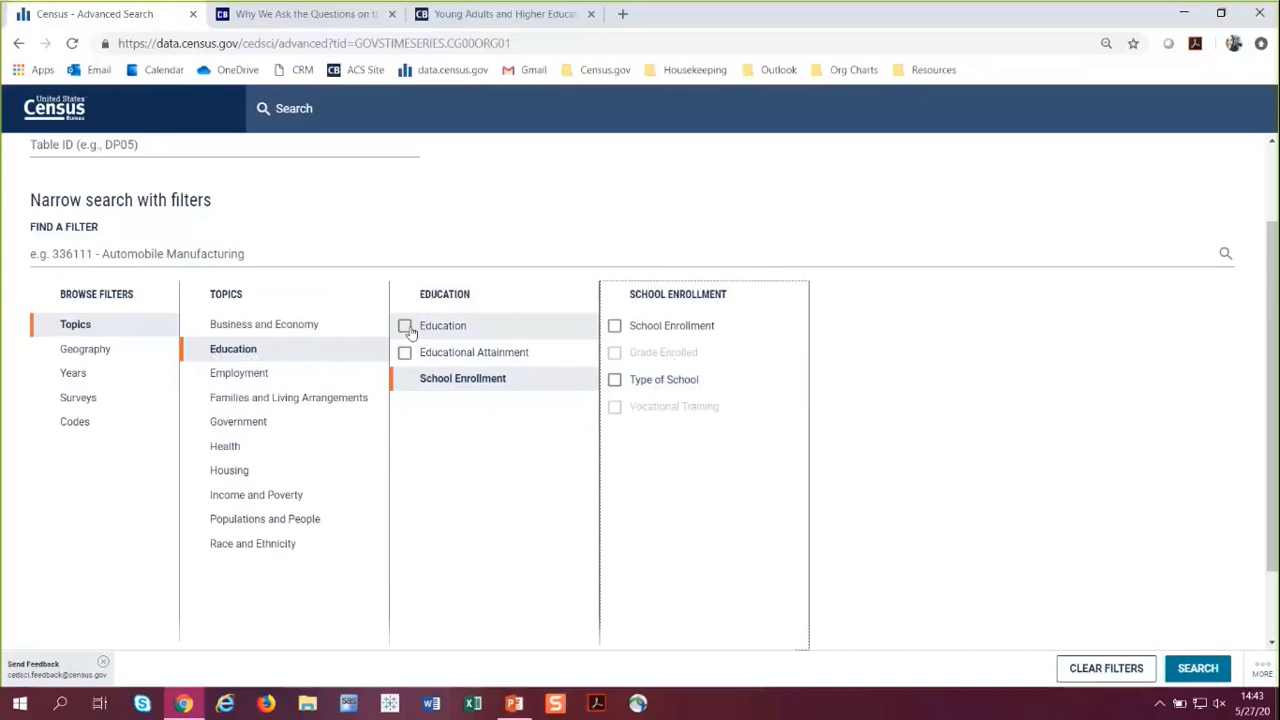 Census - Advanced Search
Why We Ask the Questions on t
Young Adults and Higher Educat
https://data.census.gov/cedsci/advanced?tid=GOVSTIMESERIES.CG00ORG01
Apps
Email
Calendar
OneDrive
CRM
ACS Site
data.census.gov
Gmail
Census.gov
Housekeeping
Outlook
Org Charts
Resources
United States
Census
Bureau
Search
Table ID (e.g., DP05)
Narrow search with filters
FIND A FILTER
e.g. 336111 - Automobile Manufacturing
BROWSE FILTERS
Topics
Geography
Years
Surveys
Codes
TOPICS
Business and Economy
Education
Employment
Families and Living Arrangements
Government
Health
Housing
Income and Poverty
Populations and People
Race and Ethnicity
EDUCATION
Education
Educational Attainment
School Enrollment
SCHOOL ENROLLMENT
School Enrollment
Grade Enrolled
Type of School
Vocational Training
Send Feedback
cedsci.feedback@census.gov
CLEAR FILTERS
SEARCH
MORE
14:43
5/27/20